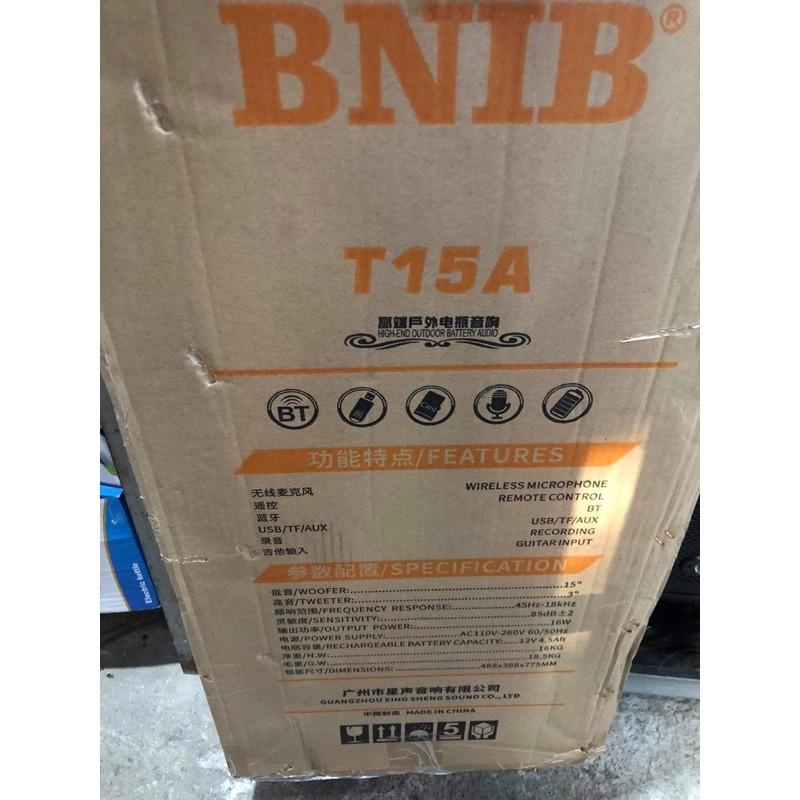 BNIB®
T15A
高端戶外电瓶音响
HIGH-END OUTDOOR BATTERY AUDIO
BT
Card
功能特点/FEATURES
无线麦克风 WIRELESS MICROPHONE
遥控 REMOTE CONTROL
蓝牙 BT
USB/TF/AUX USB/TF/AUX
录音 RECORDING
吉他输入 GUITAR INPUT
参数配置/SPECIFICATION
低音/WOOFER: 15"
高音/TWEETER: 3"
频响范围/FREQUENCY RESPONSE: 45Hz-18kHz
灵敏度/SENSITIVITY: 85dB±2
输出功率/OUTPUT POWER: 16W
电源/POWER SUPPLY: AC110V-260V 60/50Hz
电瓶容量/RECHARGEABLE BATTERY CAPACITY: 12V 4.5Ah
净重/N.W: 16KG
毛重/G.W: 18.5KG
包装尺寸/DIMENSIONS: 488x388x775MM
广州市星声音响有限公司
GUANGZHOU XING SHENG SOUND CO., LTD
中国制造 MADE IN CHINA
5
Electric kettle